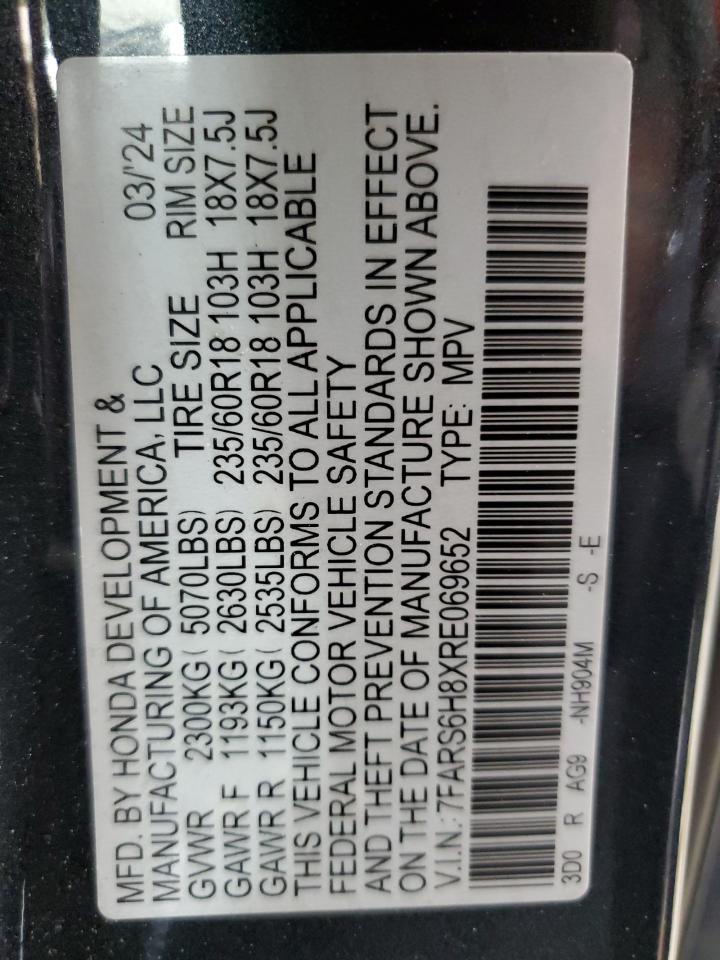 MFD. BY HONDA DEVELOPMENT & 03/'24
MANUFACTURING OF AMERICA, LLC
GVWR 2300KG( 5070LBS) TIRE SIZE RIM SIZE
GAWR F 1193KG( 2630LBS) 235/60R18 103H 18X7.5J
GAWR R 1150KG( 2535LBS) 235/60R18 103H 18X7.5J
THIS VEHICLE CONFORMS TO ALL APPLICABLE
FEDERAL MOTOR VEHICLE SAFETY
AND THEFT PREVENTION STANDARDS IN EFFECT
ON THE DATE OF MANUFACTURE SHOWN ABOVE.
V.I.N.: 7FARS6H8XRE069652 TYPE: MPV
3D0 R AG9 -NH904M -S -E